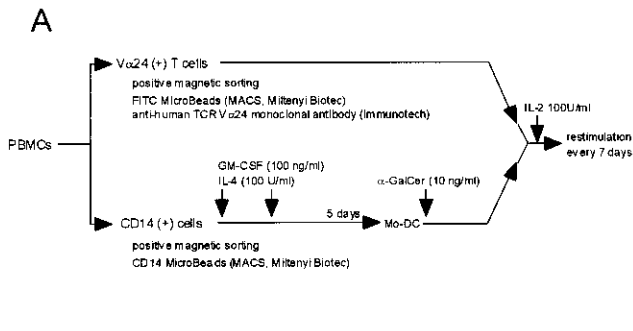 A
Vα24 (+) T cells
positive magnetic sorting
FITC MicroBeads (MACS, Miltenyi Biotec)
anti-human TCR Vα24 monoclonal antibody (Immunotech)
IL-2 100U/ml
restimulation
every 7 days
PBMCs
GM-CSF (100 ng/ml)
IL-4 (100 U/ml)
α-GalCer (10 ng/ml)
5 days
Mo-DC
CD14 (+) cells
positive magnetic sorting
CD14 MicroBeads (MACS, Miltenyi Biotec)